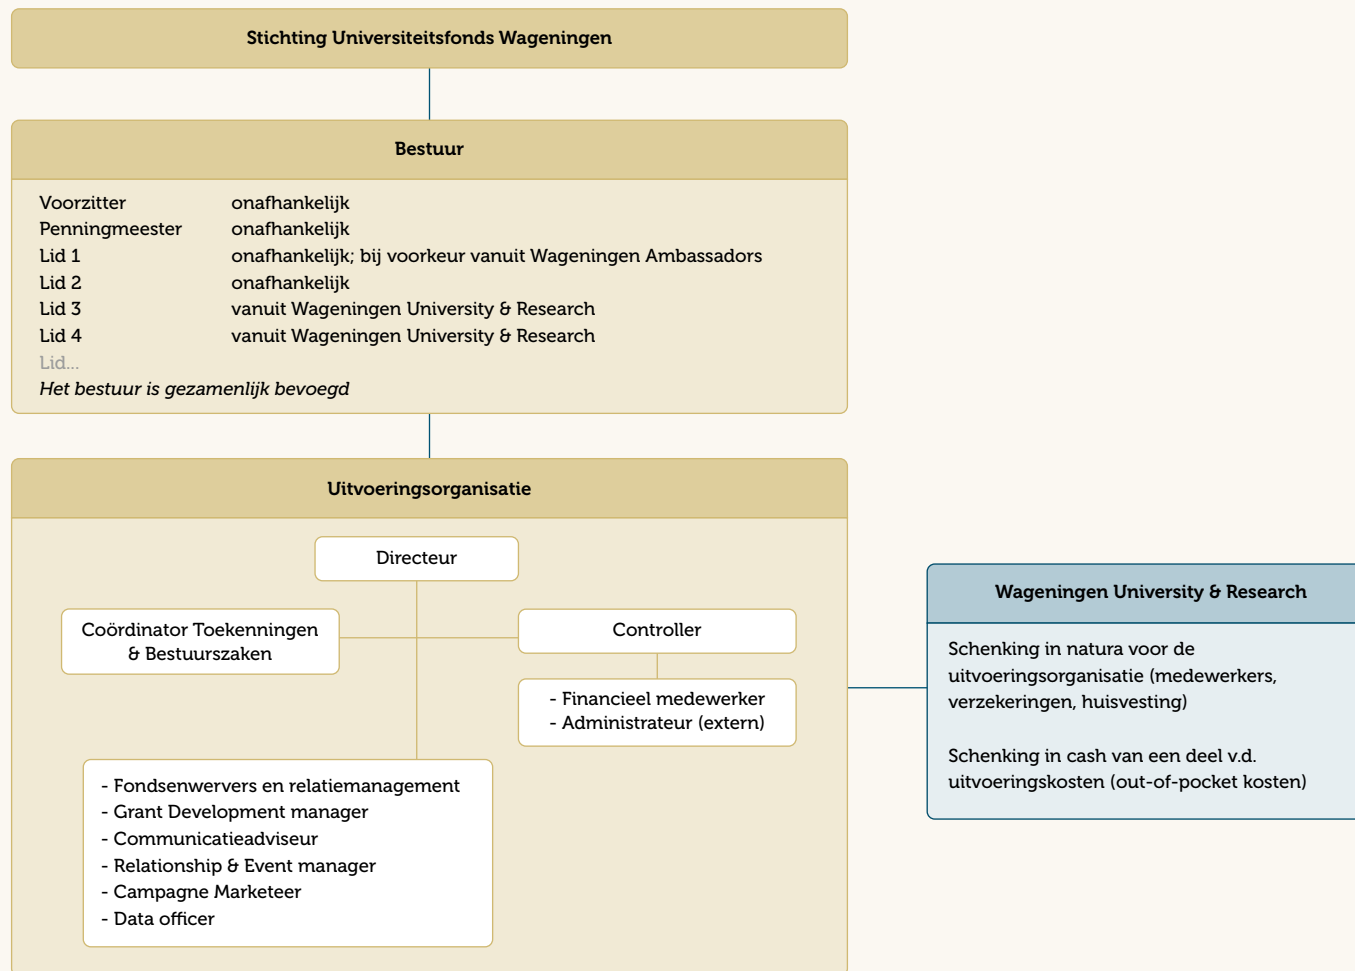 Stichting Universiteitsfonds Wageningen
Bestuur
Voorzitter onafhankelijk
Penningmeester onafhankelijk
Lid 1 onafhankelijk; bij voorkeur vanuit Wageningen Ambassadors
Lid 2 onafhankelijk
Lid 3 vanuit Wageningen University & Research
Lid 4 vanuit Wageningen University & Research
Lid...
Het bestuur is gezamenlijk bevoegd
Uitvoeringsorganisatie
Directeur
Coördinator Toekenningen
& Bestuurszaken
Controller
- Financieel medewerker
- Administrateur (extern)
- Fondsenwervers en relatiemanagement
- Grant Development manager
- Communicatieadviseur
- Relationship & Event manager
- Campagne Marketeer
- Data officer
Wageningen University & Research
Schenking in natura voor de
uitvoeringsorganisatie (medewerkers,
verzekeringen, huisvesting)
Schenking in cash van een deel v.d.
uitvoeringskosten (out-of-pocket kosten)